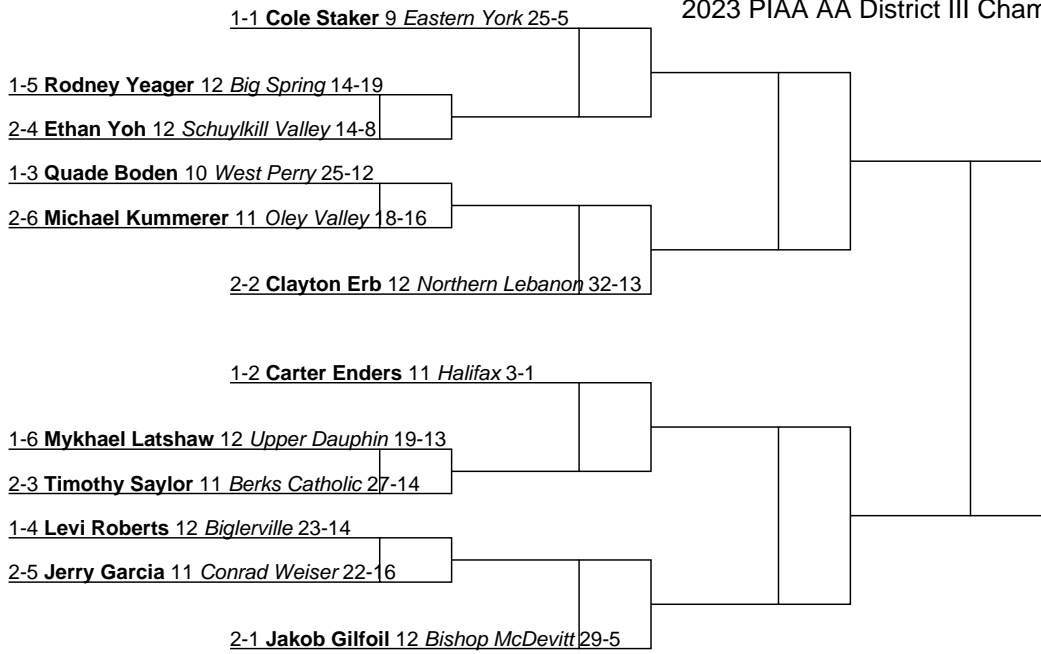 2023 PIAA AA District III
1-1 Cole Staker 9 Eastern York 25-5
1-5 Rodney Yeager 12 Big Spring 14-19
2-4 Ethan Yoh 12 Schuylkill Valley 14-8
1-3 Quade Boden 10 West Perry 25-12
2-6 Michael Kummerer 11 Oley Valley 18-16
2-2 Clayton Erb 12 Northern Lebanon 32-13
1-2 Carter Enders 11 Halifax 3-1
1-6 Mykhael Latshaw 12 Upper Dauphin 19-13
2-3 Timothy Saylor 11 Berks Catholic 27-14
1-4 Levi Roberts 12 Biglerville 23-14
2-5 Jerry Garcia 11 Conrad Weiser 22-16
2-1 Jakob Gilfoil 12 Bishop McDevitt 29-5